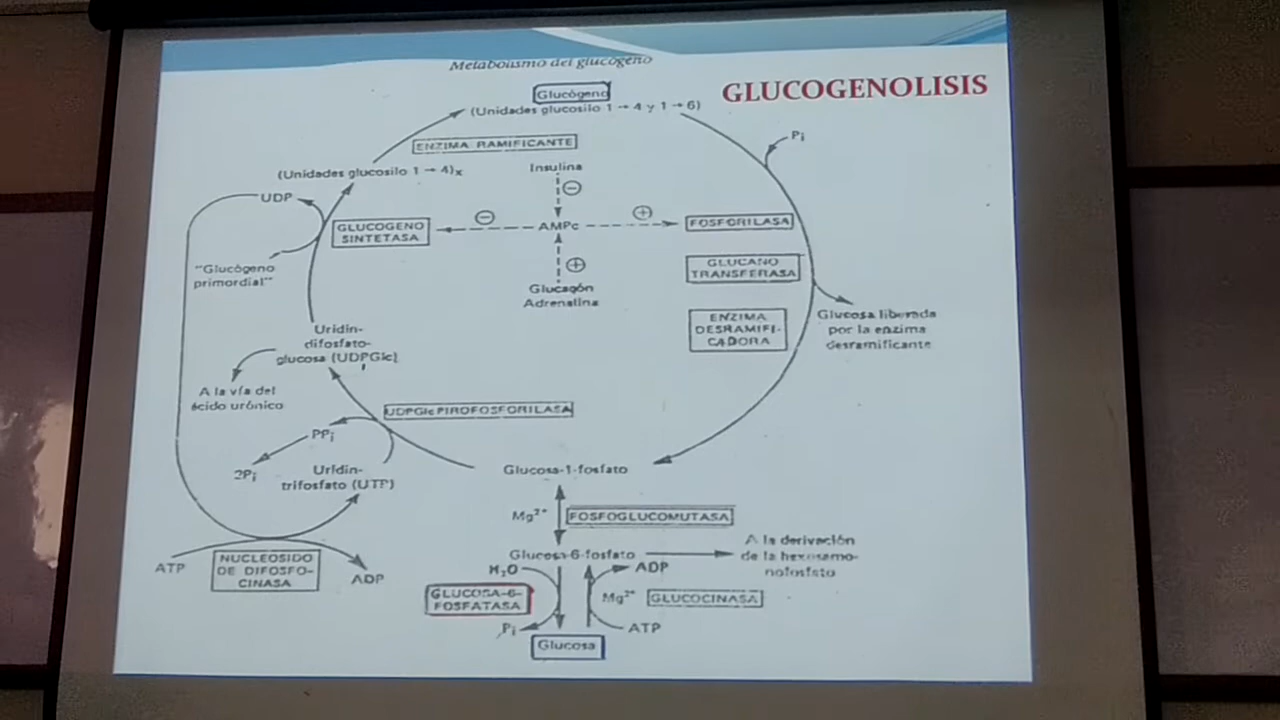 Metabolismo del glucógeno
GLUCOGENOLISIS
Glucógeno
(Unidades glucosilo 1 → 4 y 1 → 6)
Pi
ENZIMA RAMIFICANTE
(Unidades glucosilo 1 → 4)x
Insulina
UDP
GLUCOGENO
SINTETASA
AMPc
FOSFORILASA
"Glucógeno
primordial"
GLUCANO
TRANSFERASA
Glucagón
Adrenalina
ENZIMA
DESRAMIFI-
CADORA
Glucosa liberada
por la enzima
desramificante
Uridin-
difosfato-
glucosa (UDPGlc)
A la vía del
ácido urónico
UDPGlc PIROFOSFORILASA
PPi
2Pi
Uridin-
trifosfato (UTP)
Glucosa-1-fosfato
Mg2+
FOSFOGLUCOMUTASA
Glucosa-6-fosfato
A la derivación
de la hexosamo-
nofosfato
ATP
NUCLEOSIDO
DE DIFOSFO-
CINASA
ADP
H2O
ADP
GLUCOSA-6-
FOSFATASA
Mg2+
GLUCOCINASA
Pi
ATP
Glucosa